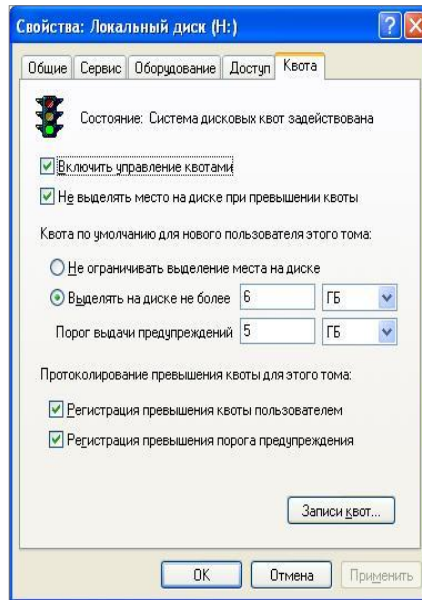 Свойства: Локальный диск (H:)
Общие Сервис Оборудование Доступ Квота
Состояние: Система дисковых квот задействована
Включить управление квотами
Не выделять место на диске при превышении квоты
Квота по умолчанию для нового пользователя этого тома:
Не ограничивать выделение места на диске
Выделять на диске не более 6 ГБ
Порог выдачи предупреждений 5 ГБ
Протоколирование превышения квоты для этого тома:
Регистрация превышения квоты пользователем
Регистрация превышения порога предупреждения
Записи квот...
ОК Отмена Применить